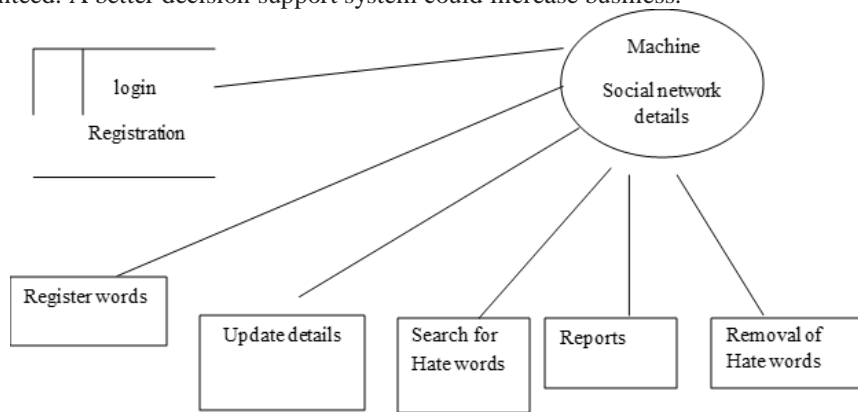 A better decision support system could increase business.
Machine
Social network
details
login
Registration
Register words
Update details
Search for
Hate words
Reports
Removal of
Hate words